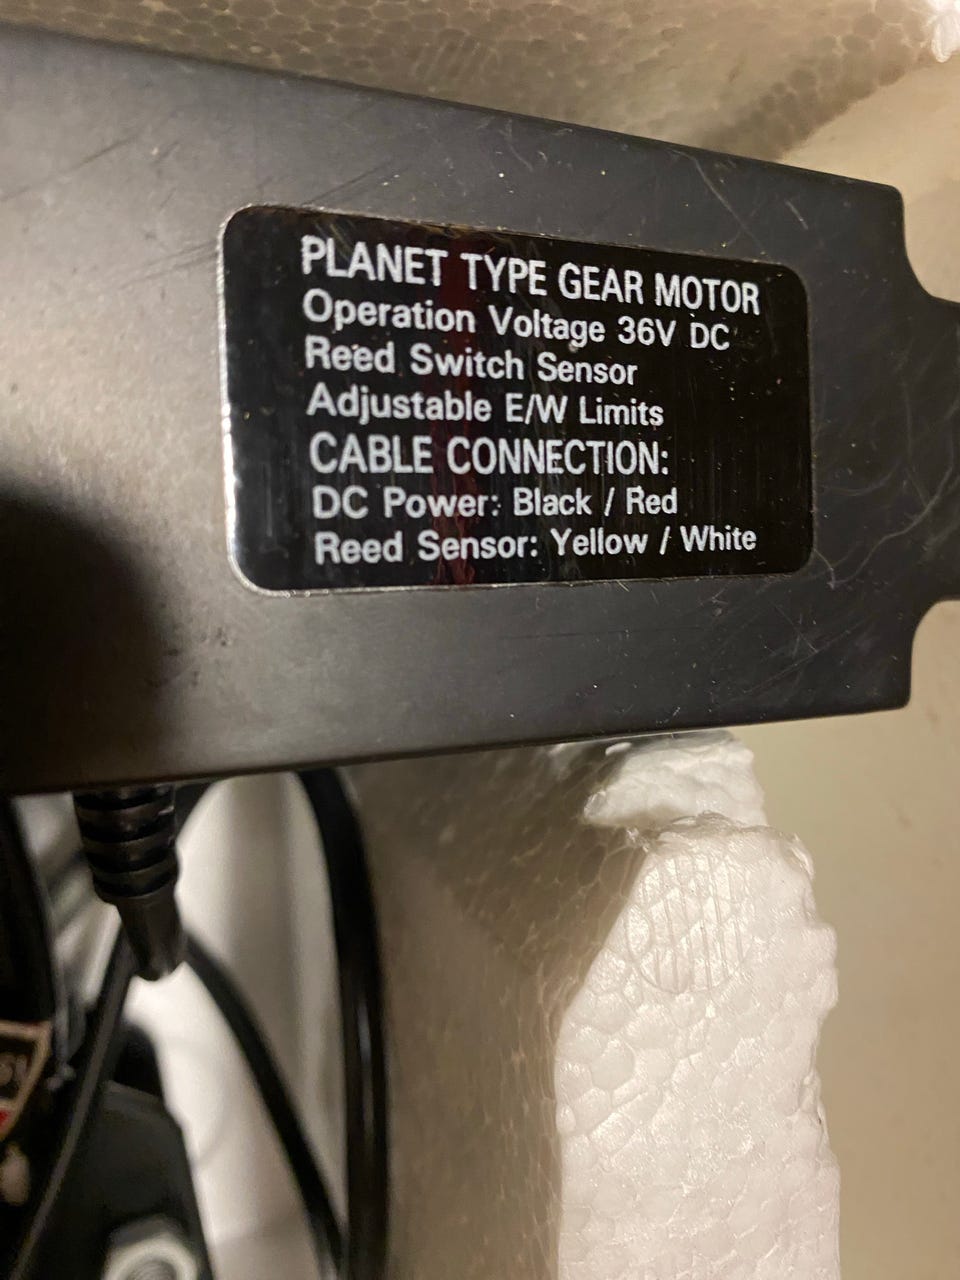 PLANET TYPE GEAR MOTOR
Operation Voltage 36V DC
Reed Switch Sensor
Adjustable E/W Limits
CABLE CONNECTION:
DC Power: Black / Red
Reed Sensor: Yellow / White